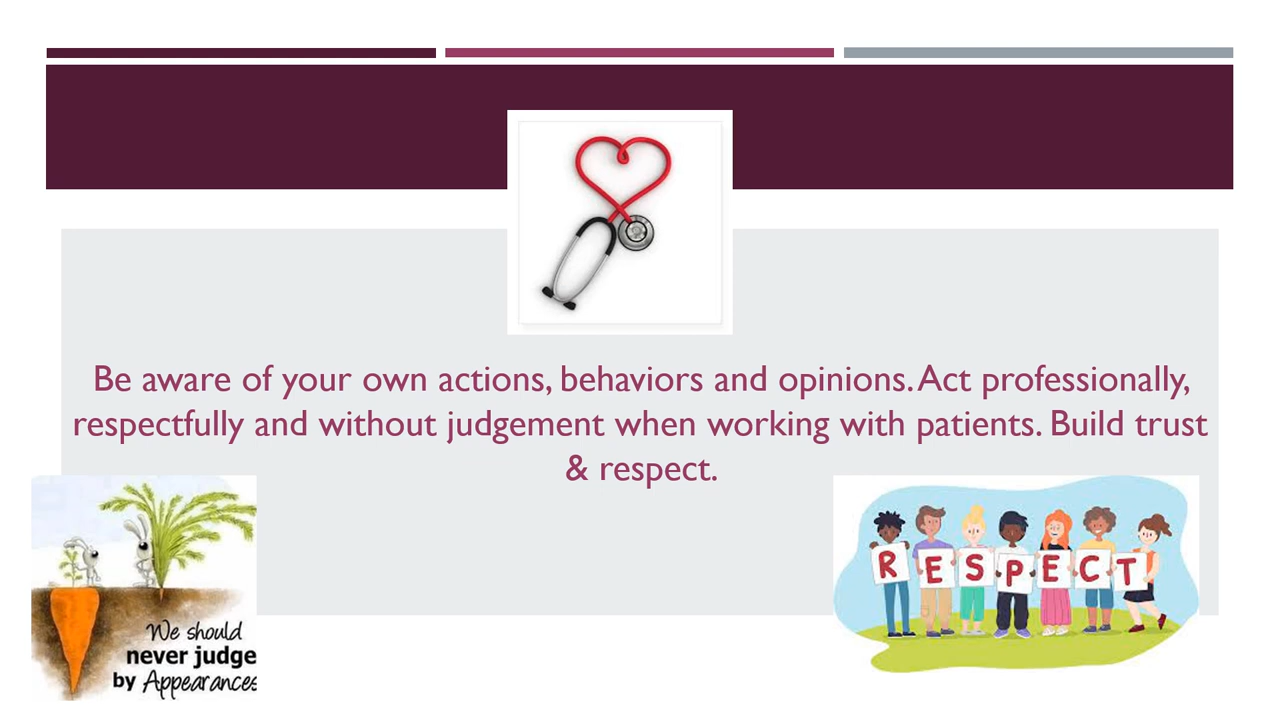 Be aware of your own actions, behaviors and opinions. Act professionally,
respectfully and without judgement when working with patients. Build trust
& respect.
We should
never judge
by Appearances
RESPECT